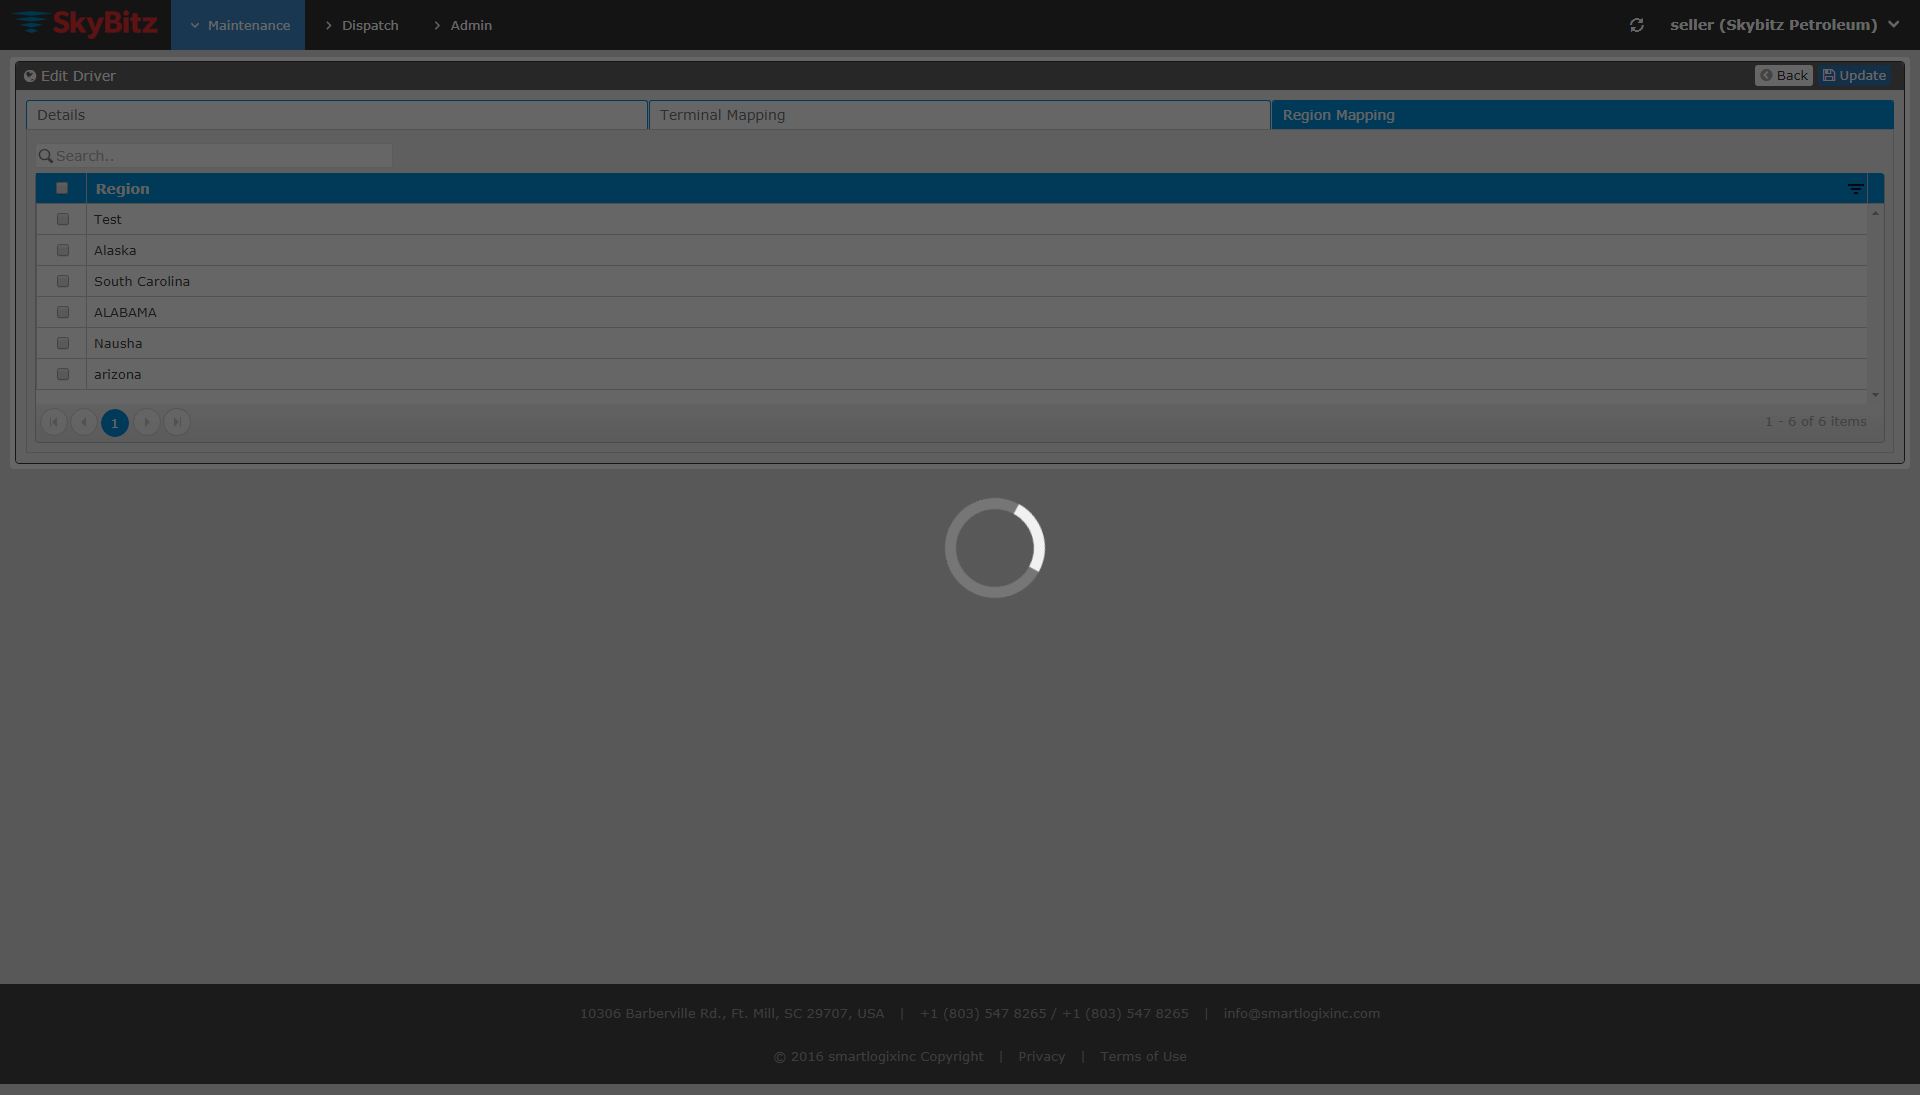 SkyBitz
Maintenance
Dispatch
Admin
seller (Skybitz Petroleum)
Edit Driver
Back
Update
Details
Terminal Mapping
Region Mapping
Search..
Region
Test
Alaska
South Carolina
ALABAMA
Nausha
arizona
1
1 - 6 of 6 items
10306 Barberville Rd., Ft. Mill, SC 29707, USA | +1 (803) 547 8265 / +1 (803) 547 8265 | info@smartlogixinc.com
© 2016 smartlogixinc Copyright | Privacy | Terms of Use